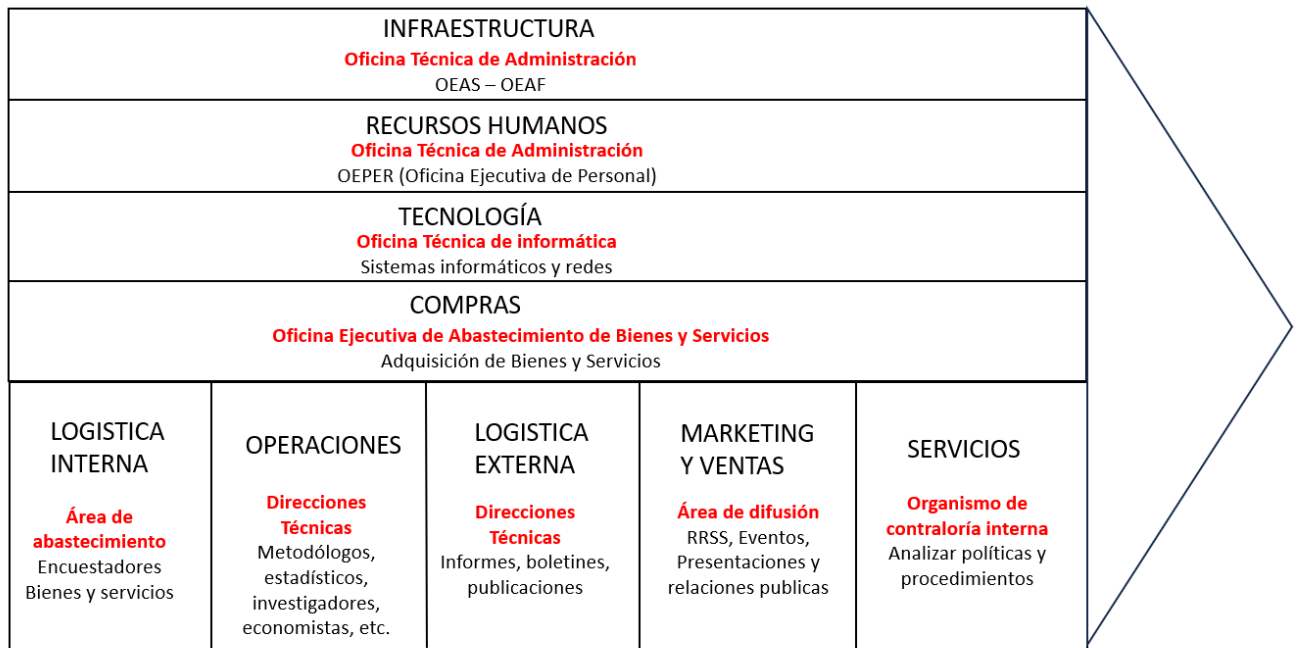 INFRAESTRUCTURA
Oficina Técnica de Administración
OEAS – OEAF
RECURSOS HUMANOS
Oficina Técnica de Administración
OEPER (Oficina Ejecutiva de Personal)
TECNOLOGÍA
Oficina Técnica de informática
Sistemas informáticos y redes
COMPRAS
Oficina Ejecutiva de Abastecimiento de Bienes y Servicios
Adquisición de Bienes y Servicios
LOGISTICA
INTERNA
Área de
abastecimiento
Encuestadores
Bienes y servicios
OPERACIONES
Direcciones
Técnicas
Metodólogos,
estadísticos,
investigadores,
economistas, etc.
LOGISTICA
EXTERNA
Direcciones
Técnicas
Informes, boletines,
publicaciones
MARKETING
Y VENTAS
Área de difusión
RRSS, Eventos,
Presentaciones y
relaciones publicas
SERVICIOS
Organismo de
contraloría interna
Analizar políticas y
procedimientos